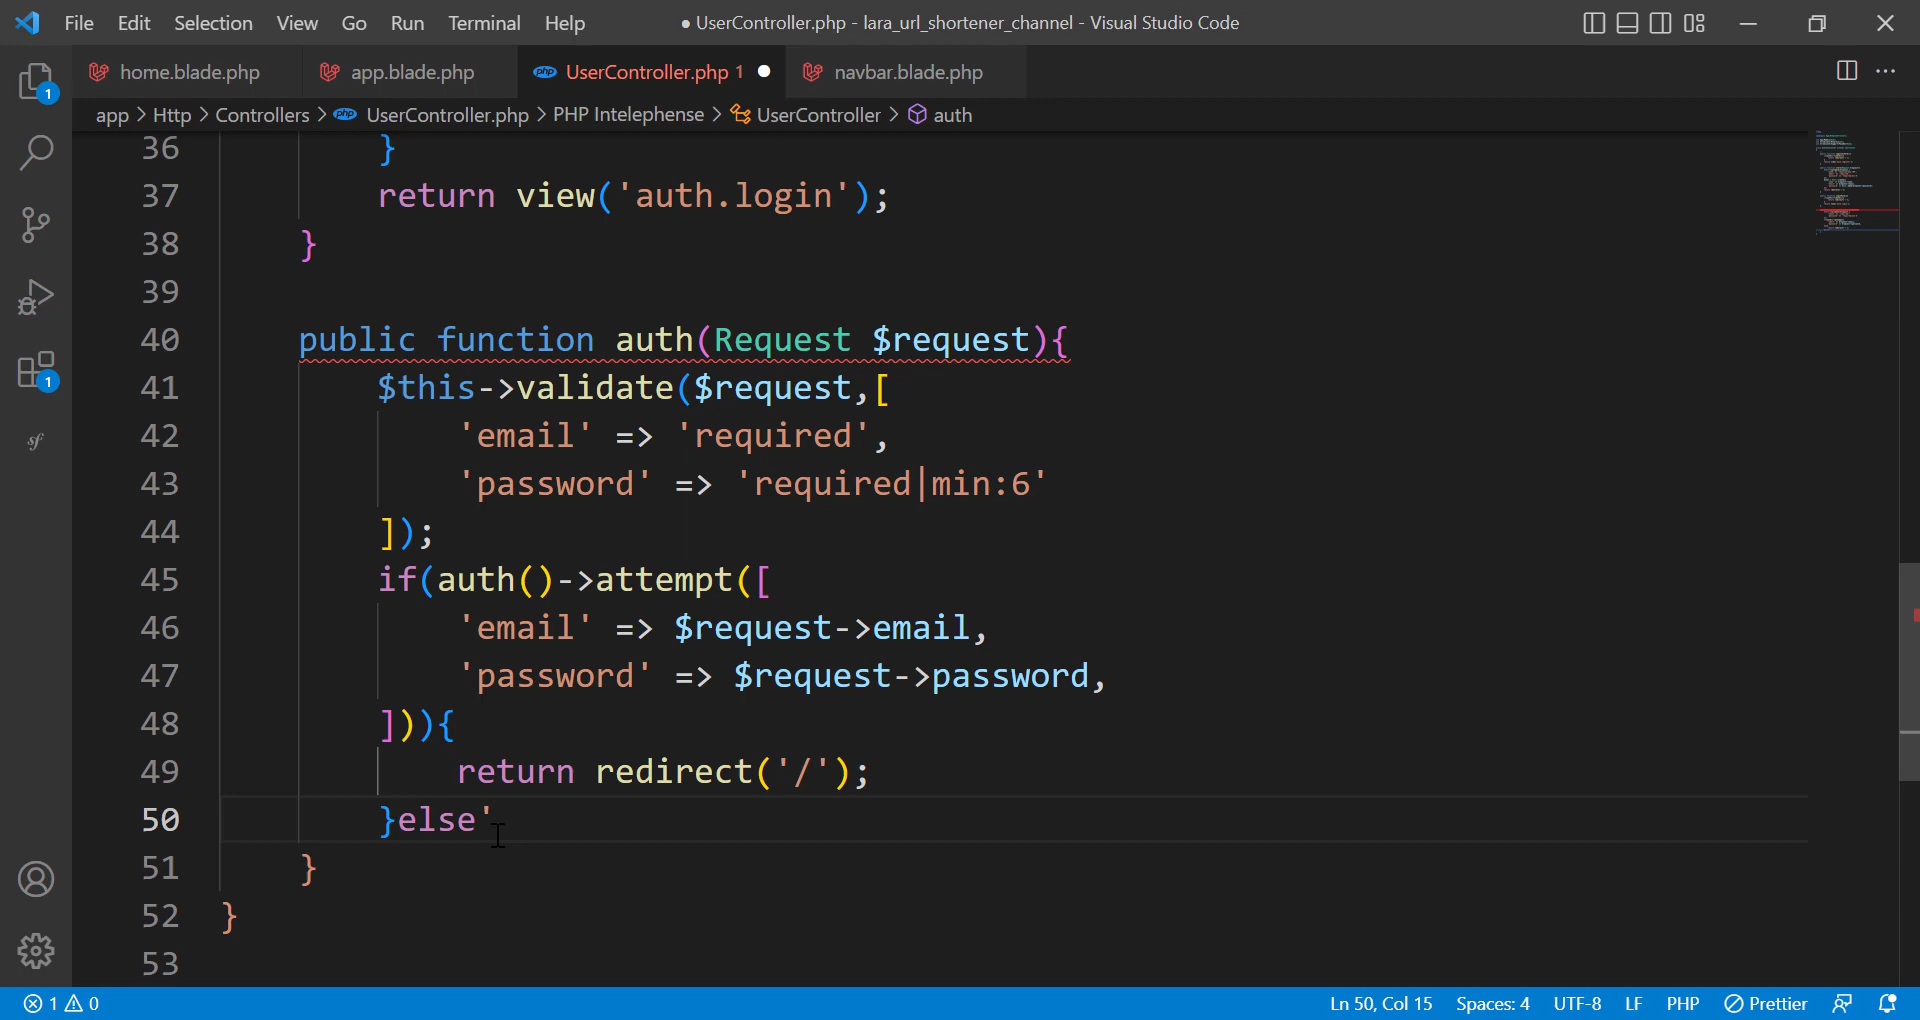 File Edit Selection View Go Run Terminal Help ● UserController.php - lara_url_shortener_channel - Visual Studio Code
home.blade.php app.blade.php php UserController.php 1 ● navbar.blade.php
app > Http > Controllers > php UserController.php > PHP Intelephense > UserController > auth
36 }
37 return view('auth.login');
38 }
39
40 public function auth(Request $request){
41 $this->validate($request,[
42 'email' => 'required',
43 'password' => 'required|min:6'
44 ]);
45 if(auth()->attempt([
46 'email' => $request->email,
47 'password' => $request->password,
48 ])){
49 return redirect('/');
50 }else'
51 }
52 }
53
1
1
sf
1 0 Ln 50, Col 15 Spaces: 4 UTF-8 LF PHP Prettier